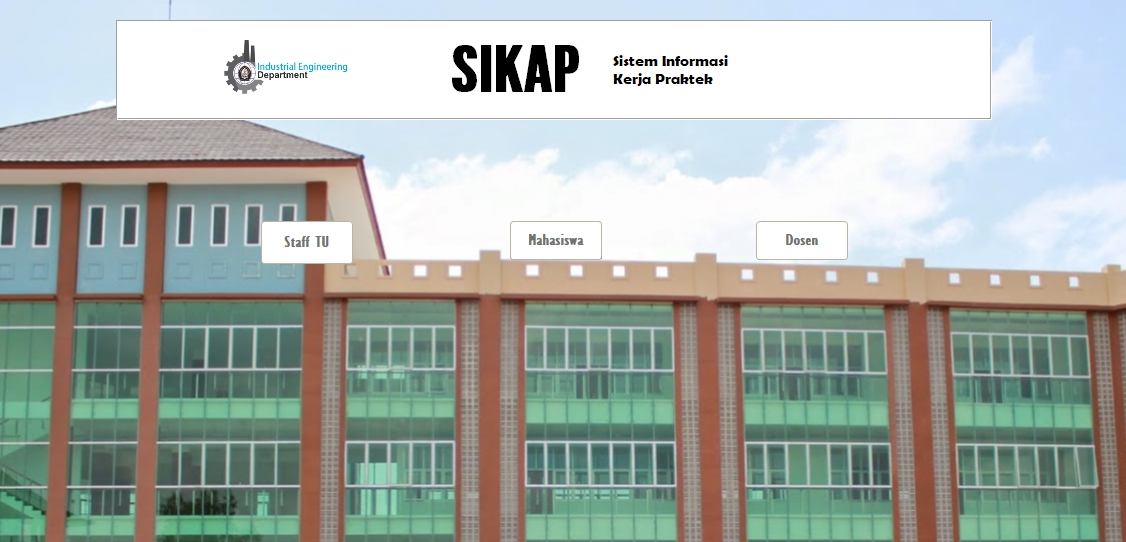 Industrial Engineering
Department
SIKAP
Sistem Informasi
Kerja Praktek
Staff TU
Mahasiswa
Dosen